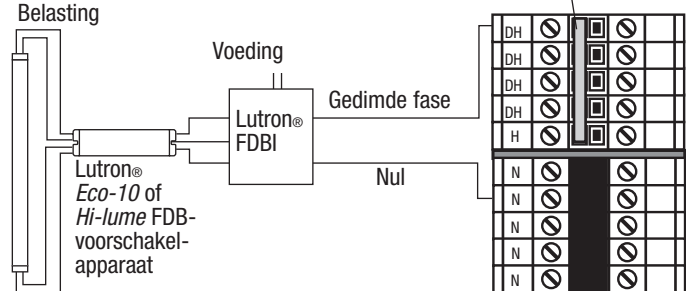 Belasting
Voeding
Lutron®
FDBI
Gedimde fase
Nul
Lutron®
Eco-10 of
Hi-lume FDB-
voorschakel-
apparaat
DH
DH
DH
DH
H
N
N
N
N
N